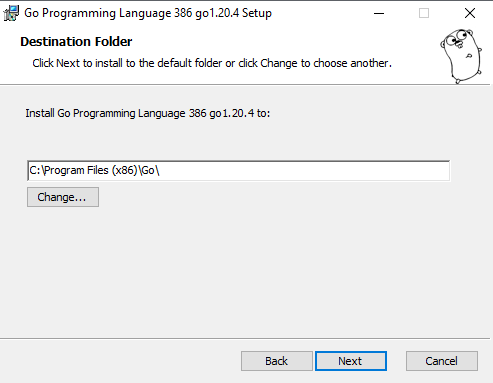 Go Programming Language 386 go1.20.4 Setup
Destination Folder
Click Next to install to the default folder or click Change to choose another.
Install Go Programming Language 386 go1.20.4 to:
C:\Program Files (x86)\Go\
Change...
Back Next Cancel